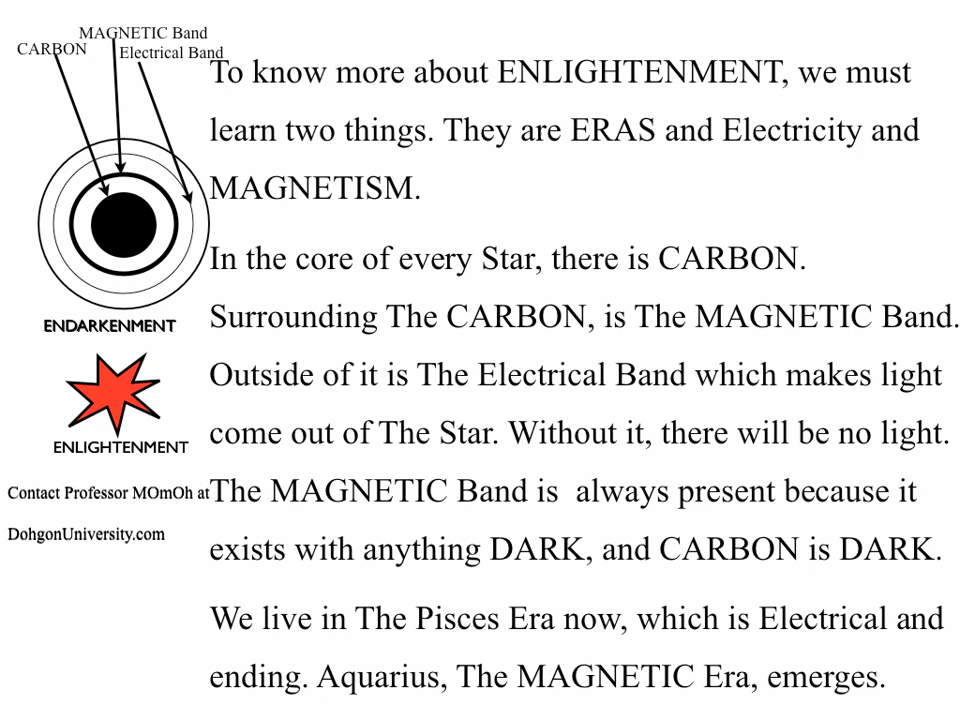 MAGNETIC Band
CARBON
Electrical Band
To know more about ENLIGHTENMENT, we must
learn two things. They are ERAS and Electricity and
MAGNETISM.
In the core of every Star, there is CARBON.
Surrounding The CARBON, is The MAGNETIC Band.
Outside of it is The Electrical Band which makes light
come out of The Star. Without it, there will be no light.
The MAGNETIC Band is  always present because it
exists with anything DARK, and CARBON is DARK.
We live in The Pisces Era now, which is Electrical and
ending. Aquarius, The MAGNETIC Era, emerges.
ENDARKENMENT
ENLIGHTENMENT
Contact Professor MOmOh at
DohgonUniversity.com